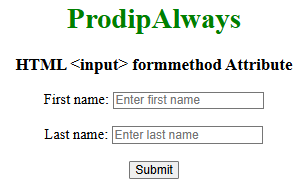 ProdipAlways
HTML <input> formmethod Attribute
First name: Enter first name
Last name: Enter last name
Submit